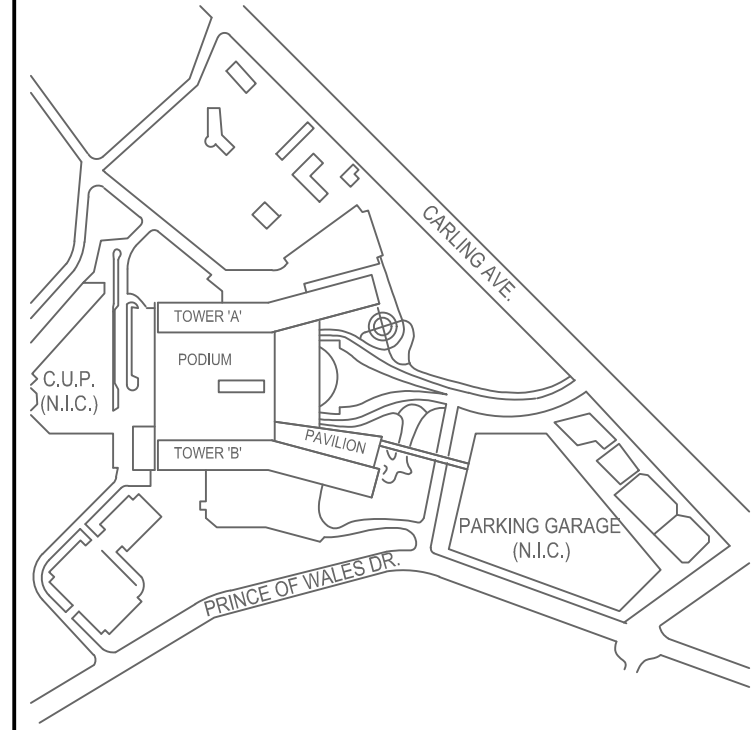 CARLING AVE.
TOWER 'A'
PODIUM
C.U.P.
(N.I.C.)
PAVILION
TOWER 'B'
PARKING GARAGE
(N.I.C.)
PRINCE OF WALES DR.